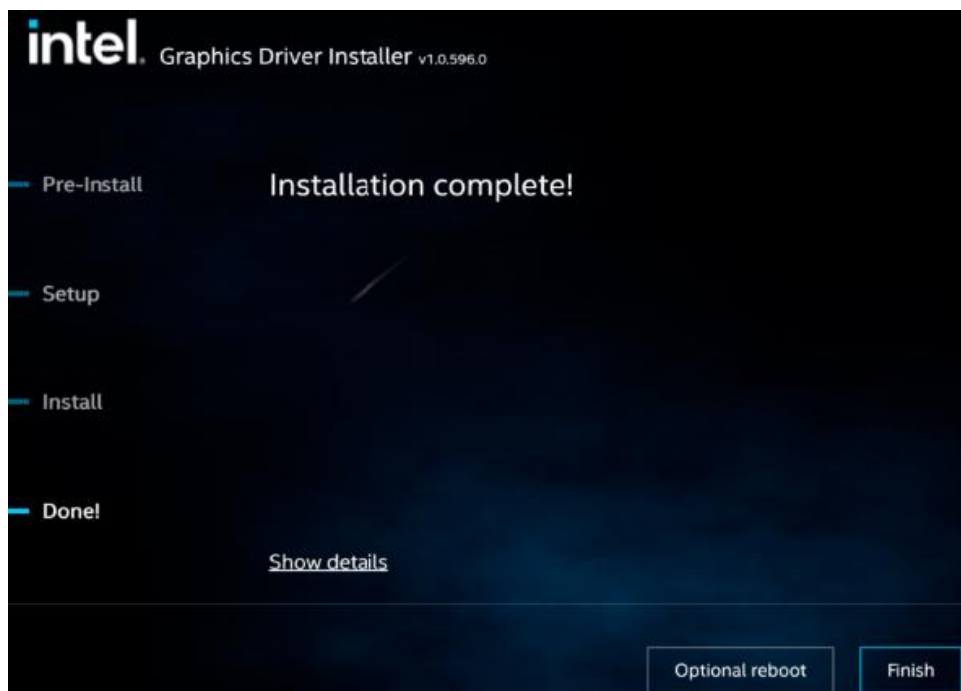 intel. Graphics Driver Installer v1.0.596.0
Pre-Install
Installation complete!
Setup
Install
Done!
Show details
Optional reboot
Finish